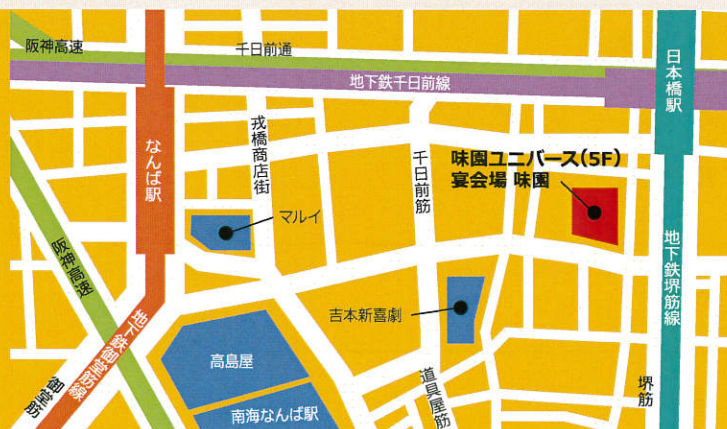 阪神高速
千日前通
地下鉄千日前線
日本橋駅
なんば駅
戎橋商店街
千日前筋
味園ユニバース(5F)
宴会場 味園
マルイ
阪神高速
地下鉄堺筋線
吉本新喜劇
地下鉄御堂筋線
高島屋
御堂筋
道具屋筋
堺筋
南海なんば駅